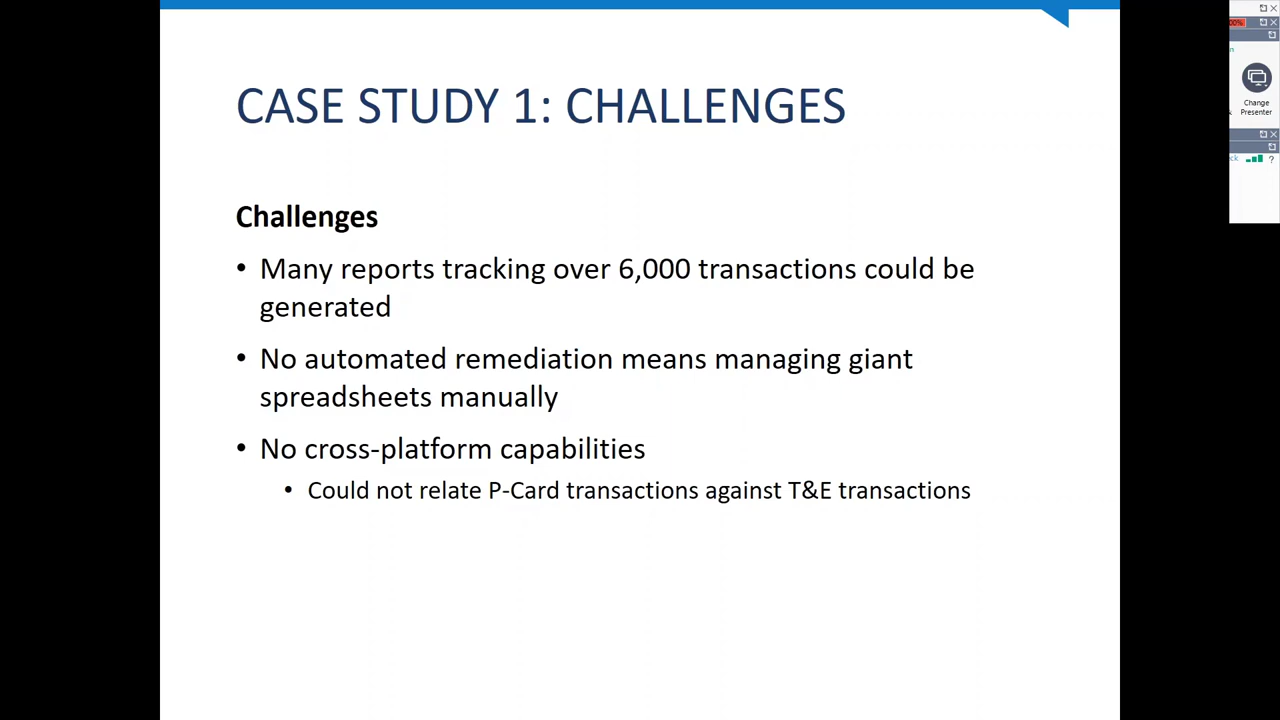 CASE STUDY 1: CHALLENGES
Challenges
• Many reports tracking over 6,000 transactions could be
generated
• No automated remediation means managing giant
spreadsheets manually
• No cross-platform capabilities
• Could not relate P-Card transactions against T&E transactions
Change
Presenter
?